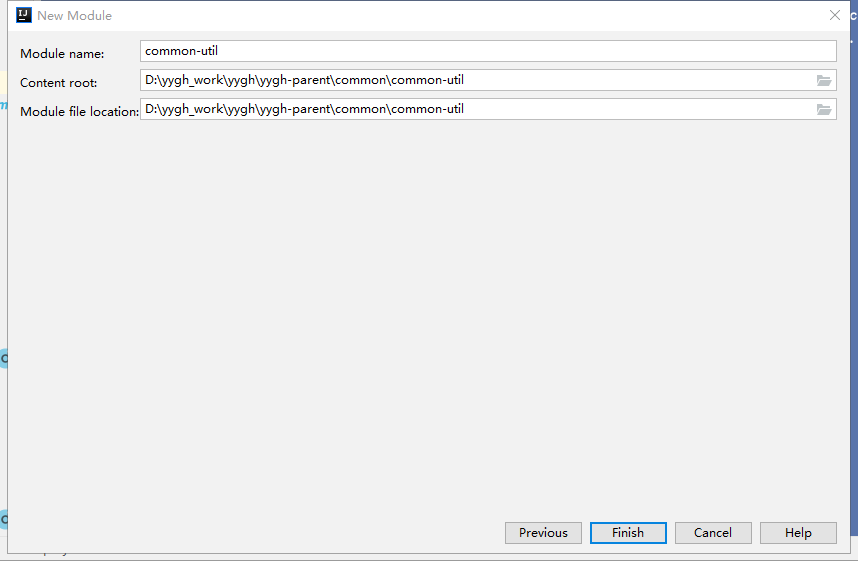 New Module
Module name:
common-util
Content root:
D:\yygh_work\yygh\yygh-parent\common\common-util
Module file location:
D:\yygh_work\yygh\yygh-parent\common\common-util
Previous
Finish
Cancel
Help